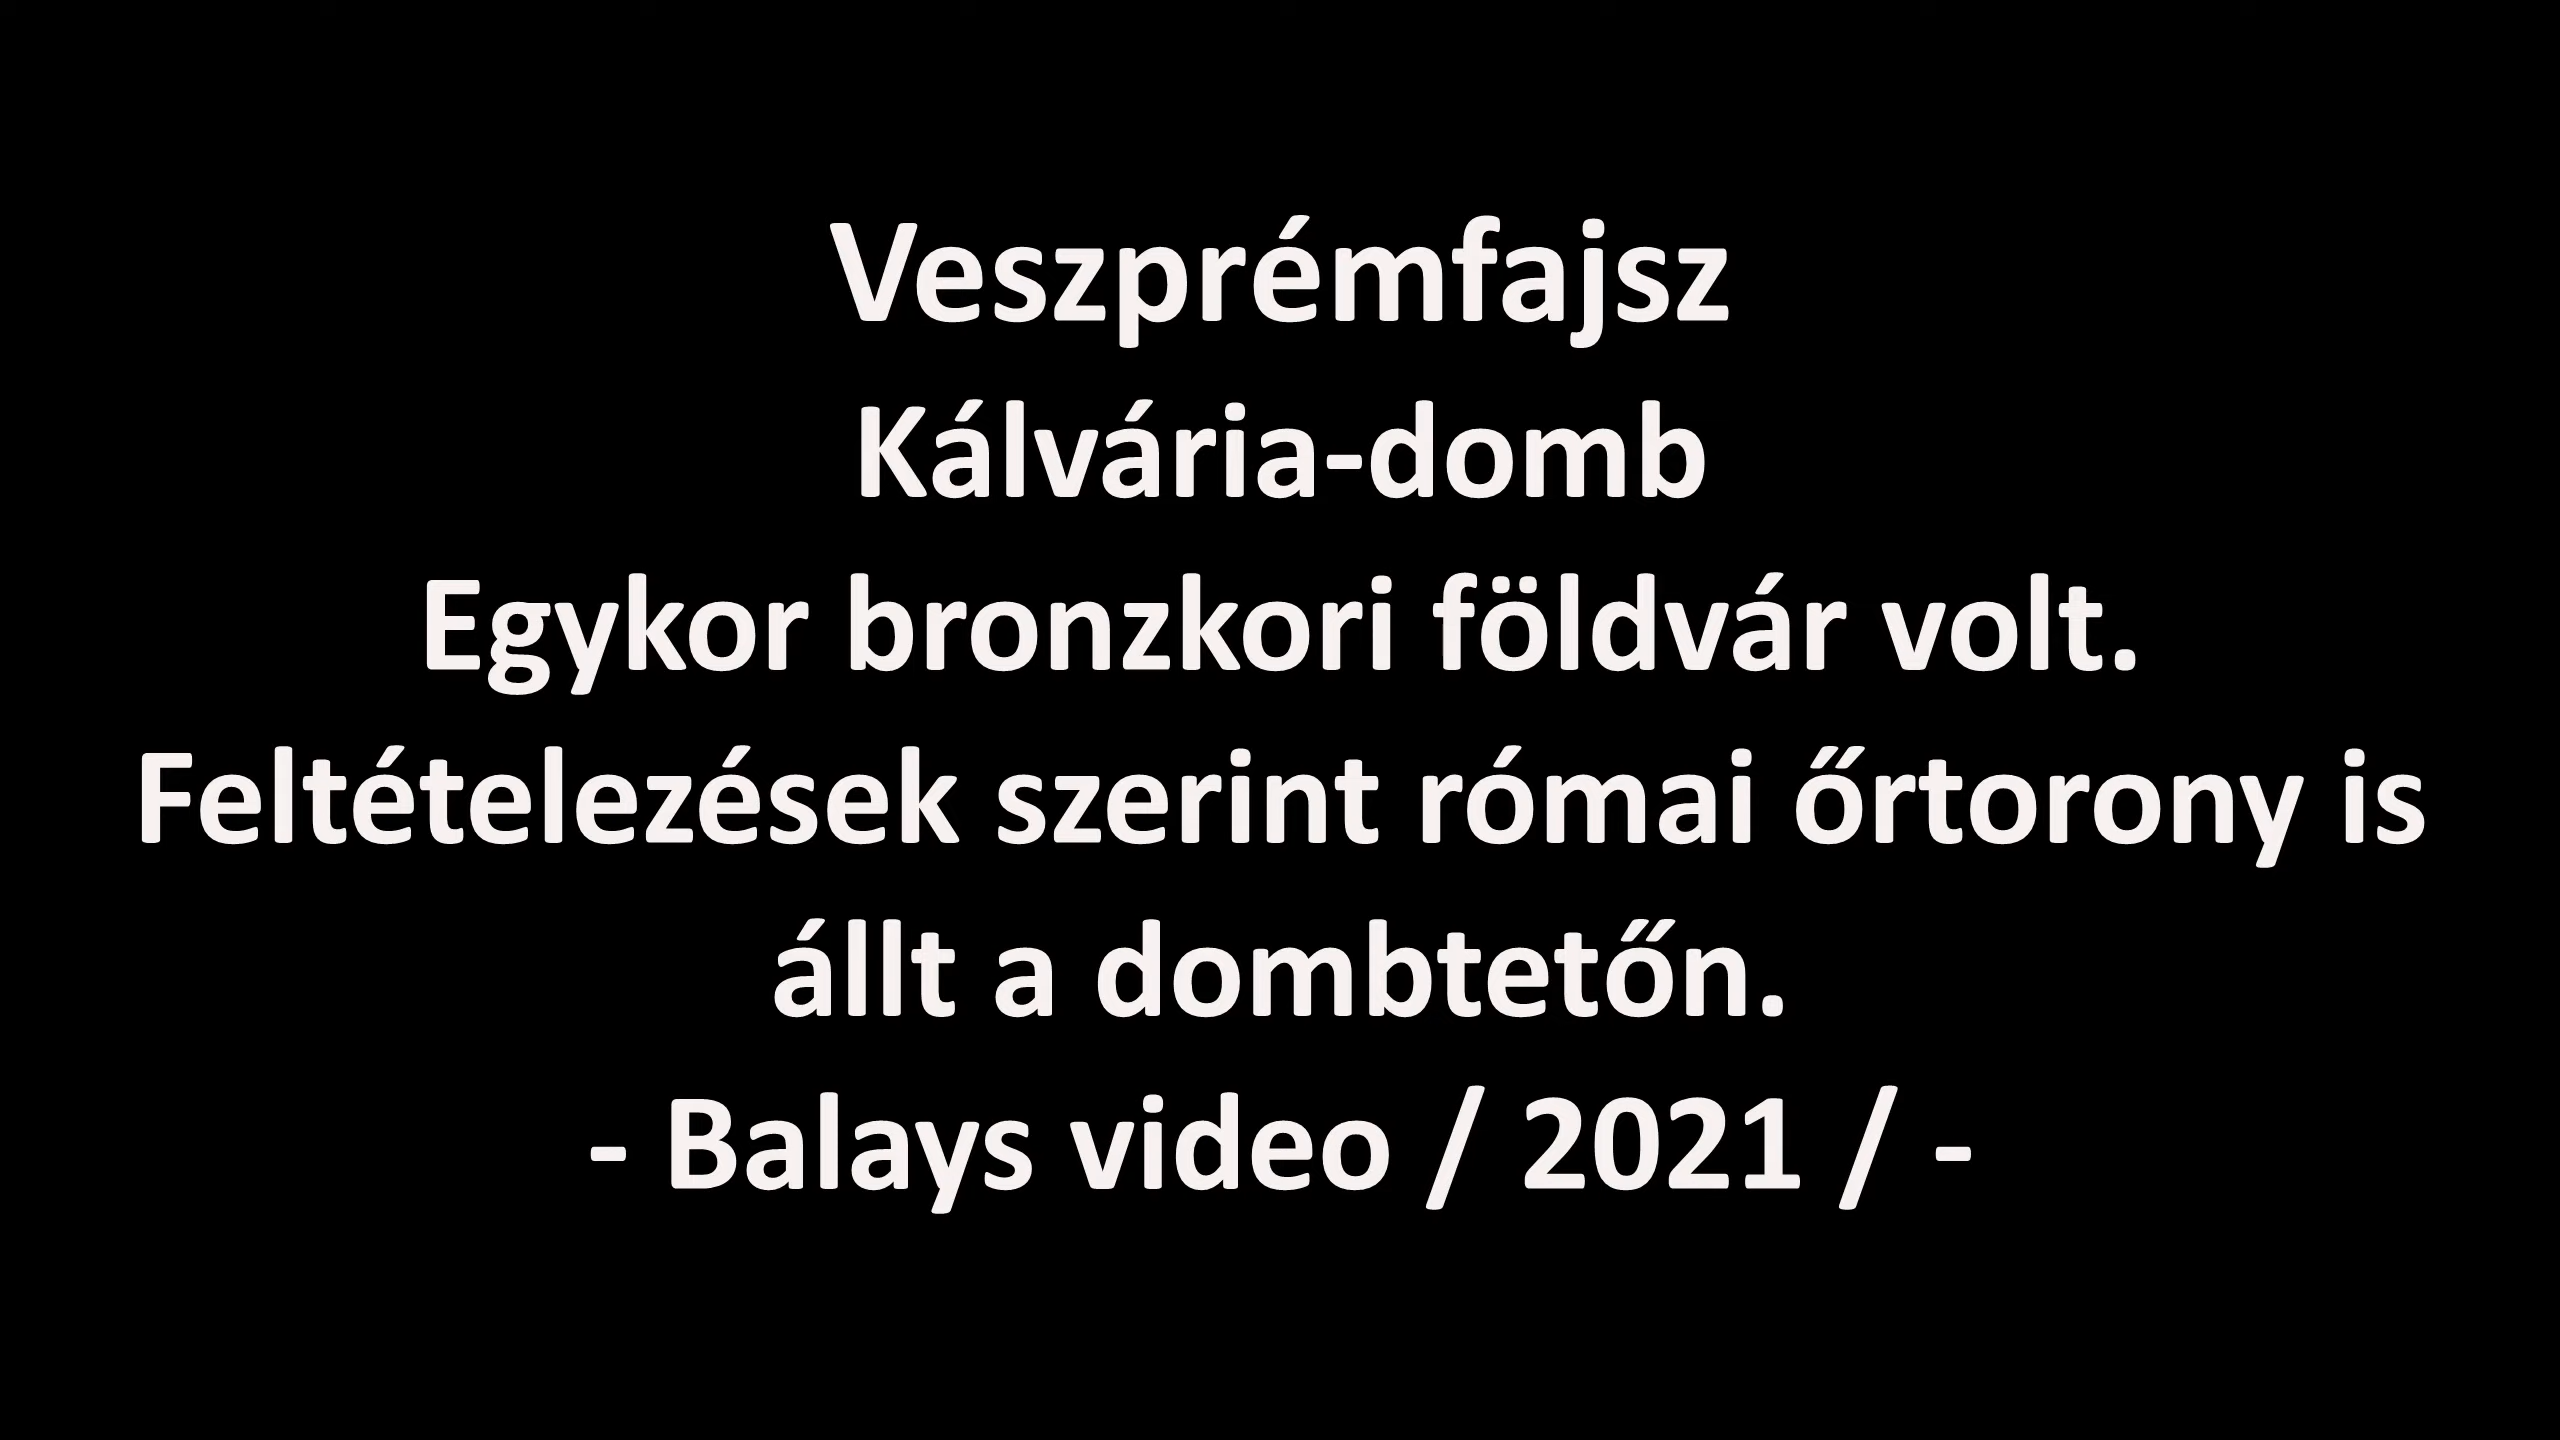 Veszprémfajsz
Kálvária-domb
Egykor bronzkori földvár volt.
Feltételezések szerint római őrtorony is
állt a dombtetőn.
- Balays video / 2021 / -